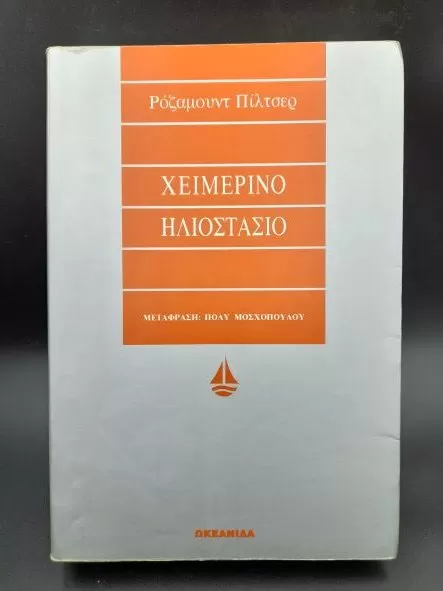 Ρόζαμουντ Πίλτσερ
ΧΕΙΜΕΡΙΝΟ
ΗΛΙΟΣΤΑΣΙΟ
ΜΕΤΑΦΡΑΣΗ: ΠΟΛΥ ΜΟΣΧΟΠΟΥΛΟΥ
ΩΚΕΑΝΙΔΑ